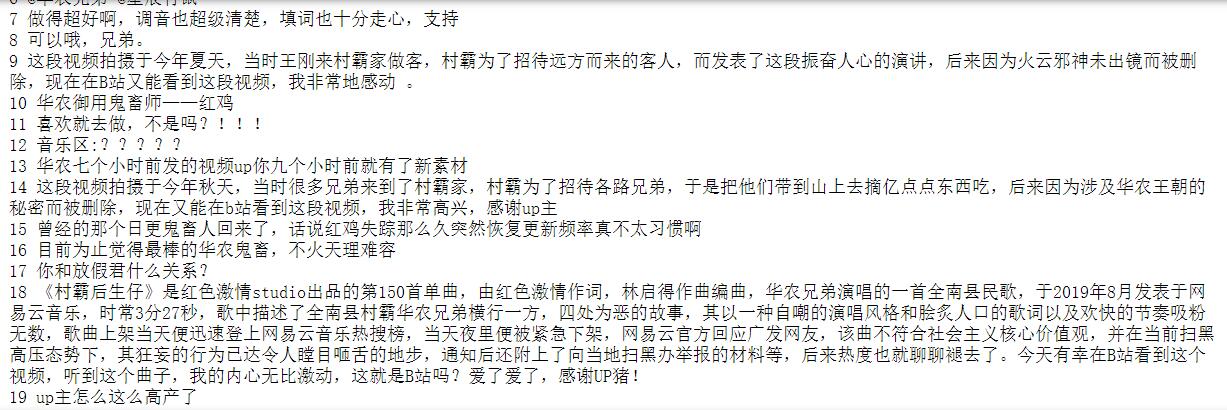 7 做得超好啊，调音也超级清楚，填词也十分走心，支持
8 可以哦，兄弟。
9 这段视频拍摄于今年夏天，当时王刚来村霸家做客，村霸为了招待远方而来的客人，而发表了这段振奋人心的演讲，后来因为火云邪神未出镜而被删
除，现在在B站又能看到这段视频，我非常地感动 。
10 华农御用鬼畜师——红鸡
11 喜欢就去做，不是吗？！！！
12 音乐区:？？？？？
13 华农七个小时前发的视频up你九个小时前就有了新素材
14 这段视频拍摄于今年秋天，当时很多兄弟来到了村霸家，村霸为了招待各路兄弟，于是把他们带到山上去摘亿点点东西吃，后来因为涉及华农王朝的
秘密而被删除，现在又能在b站看到这段视频，我非常高兴，感谢up主
15 曾经的那个日更鬼畜人回来了，话说红鸡失踪那么久突然恢复更新频率真不太习惯啊
16 目前为止觉得最棒的华农鬼畜，不火天理难容
17 你和放假君什么关系？
18 《村霸后生仔》是红色激情studio出品的第150首单曲，由红色激情作词，林启得作曲编曲，华农兄弟演唱的一首全南县民歌，于2019年8月发表于网
易云音乐，时常3分27秒，歌中描述了全南县村霸华农兄弟横行一方，四处为恶的故事，其以一种自嘲的演唱风格和脍炙人口的歌词以及欢快的节奏吸粉
无数，歌曲上架当天便迅速登上网易云音乐热搜榜，当天夜里便被紧急下架，网易云官方回应广发网友，该曲不符合社会主义核心价值观，并在当前扫黑
高压态势下，其狂妄的行为已达令人瞠目咂舌的地步，通知后还附上了向当地扫黑办举报的材料等，后来热度也就聊聊褪去了。今天有幸在B站看到这个
视频，听到这个曲子，我的内心无比激动，这就是B站吗？爱了爱了，感谢UP猪！
19 up主怎么这么高产了